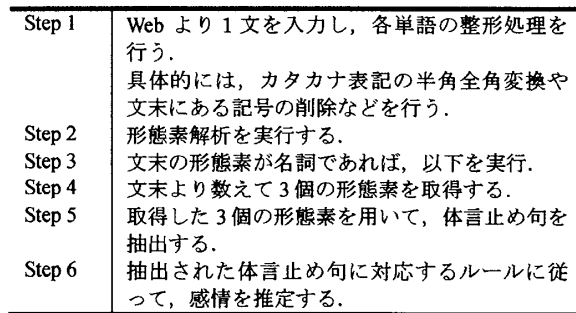 Step 1 Web より1文を入力し，各単語の整形処理を
行う．
具体的には，カタカナ表記の半角全角変換や
文末にある記号の削除などを行う．
Step 2 形態素解析を実行する．
Step 3 文末の形態素が名詞であれば，以下を実行．
Step 4 文末より数えて3個の形態素を取得する．
Step 5 取得した3個の形態素を用いて，体言止め句を
抽出する．
Step 6 抽出された体言止め句に対応するルールに従
って，感情を推定する．